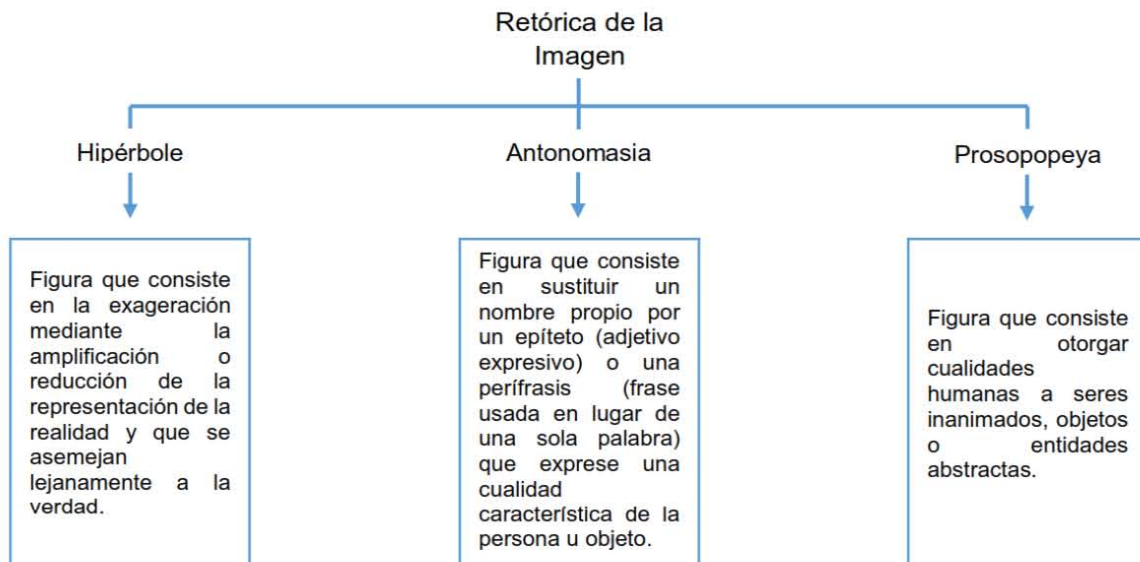 Retórica de la
Imagen
Hipérbole
Antonomasia
Prosopopeya
Figura que consiste
en la exageración
mediante la
amplificación o
reducción de la
representación de la
realidad y que se
asemejan
lejanamente a la
verdad.
Figura que consiste
en sustituir un
nombre propio por
un epíteto (adjetivo
expresivo) o una
perífrasis (frase
usada en lugar de
una sola palabra)
que exprese una
cualidad
característica de la
persona u objeto.
Figura que consiste
en otorgar
cualidades
humanas a seres
inanimados, objetos
o entidades
abstractas.